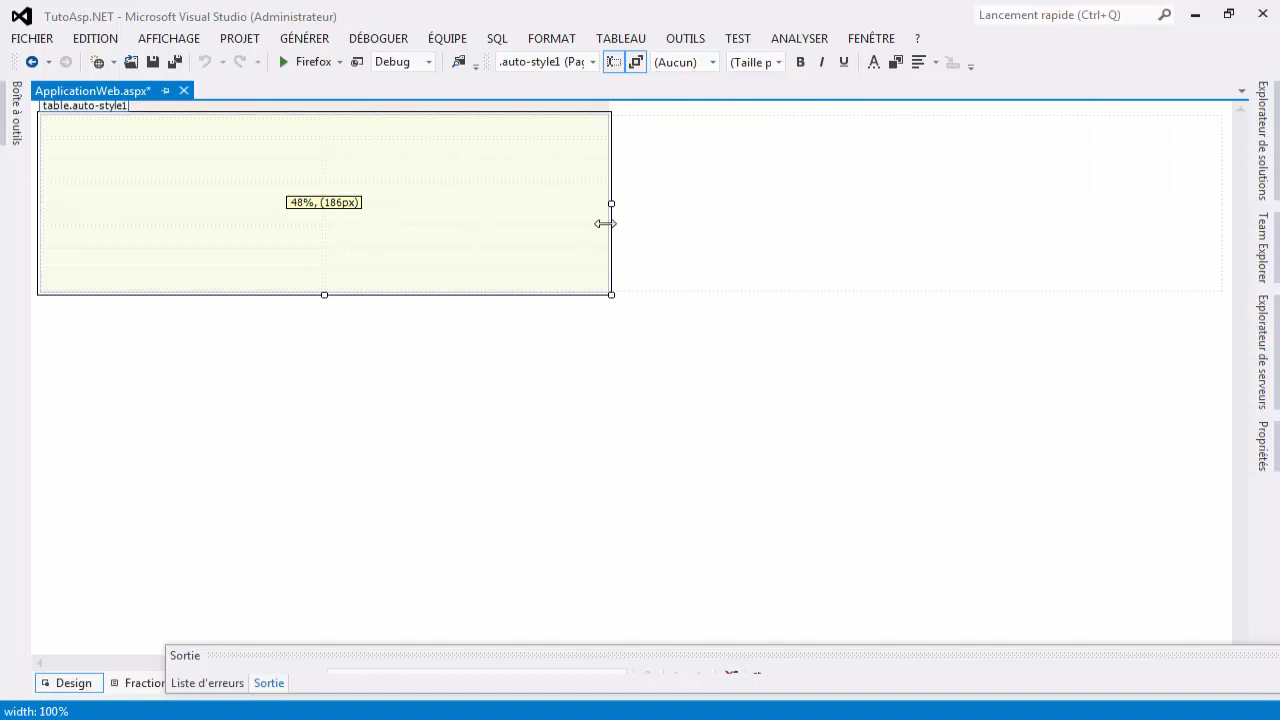 TutoAsp.NET - Microsoft Visual Studio (Administrateur)
Lancement rapide (Ctrl+Q)
FICHIER EDITION AFFICHAGE PROJET GÉNÉRER DÉBOGUER ÉQUIPE SQL FORMAT TABLEAU OUTILS TEST ANALYSER FENÊTRE ?
Firefox Debug .auto-style1 (Pag (Aucun) (Taille p B I U A
ApplicationWeb.aspx*
table.auto-style1
Boîte à outils
48%, (186px)
Explorateur de solutions
Team Explorer
Explorateur de serveurs
Propriétés
Sortie
Design Fraction
Liste d'erreurs Sortie
width: 100%